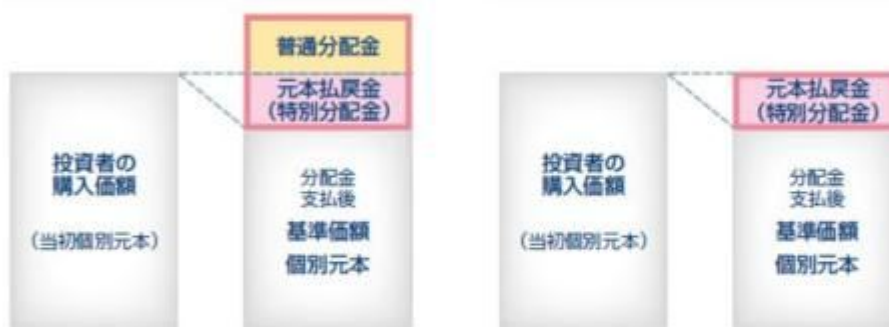 普通分配金
元本払戻金
(特別分配金)
投資者の
購入価額
(当初個別元本)
分配金
支払後
基準価額
個別元本
元本払戻金
(特別分配金)
投資者の
購入価額
(当初個別元本)
分配金
支払後
基準価額
個別元本